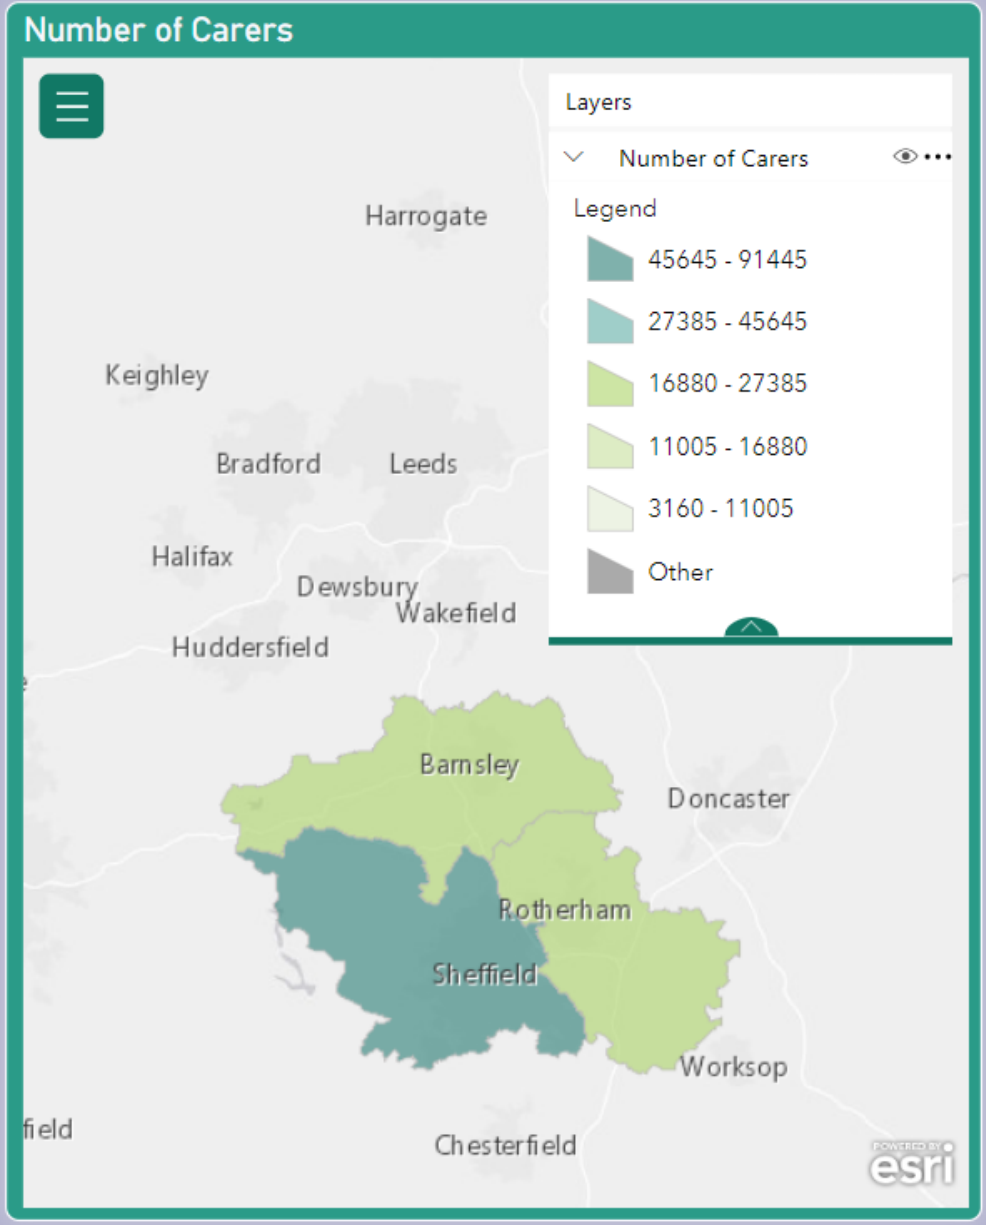 Number of Carers
Layers
Number of Carers
Legend
45645 - 91445
27385 - 45645
16880 - 27385
11005 - 16880
3160 - 11005
Other
Harrogate
Keighley
Bradford
Leeds
Halifax
Dewsbury
Wakefield
Huddersfield
Barnsley
Doncaster
Rotherham
Sheffield
Worksop
field
Chesterfield
POWERED BY
esri